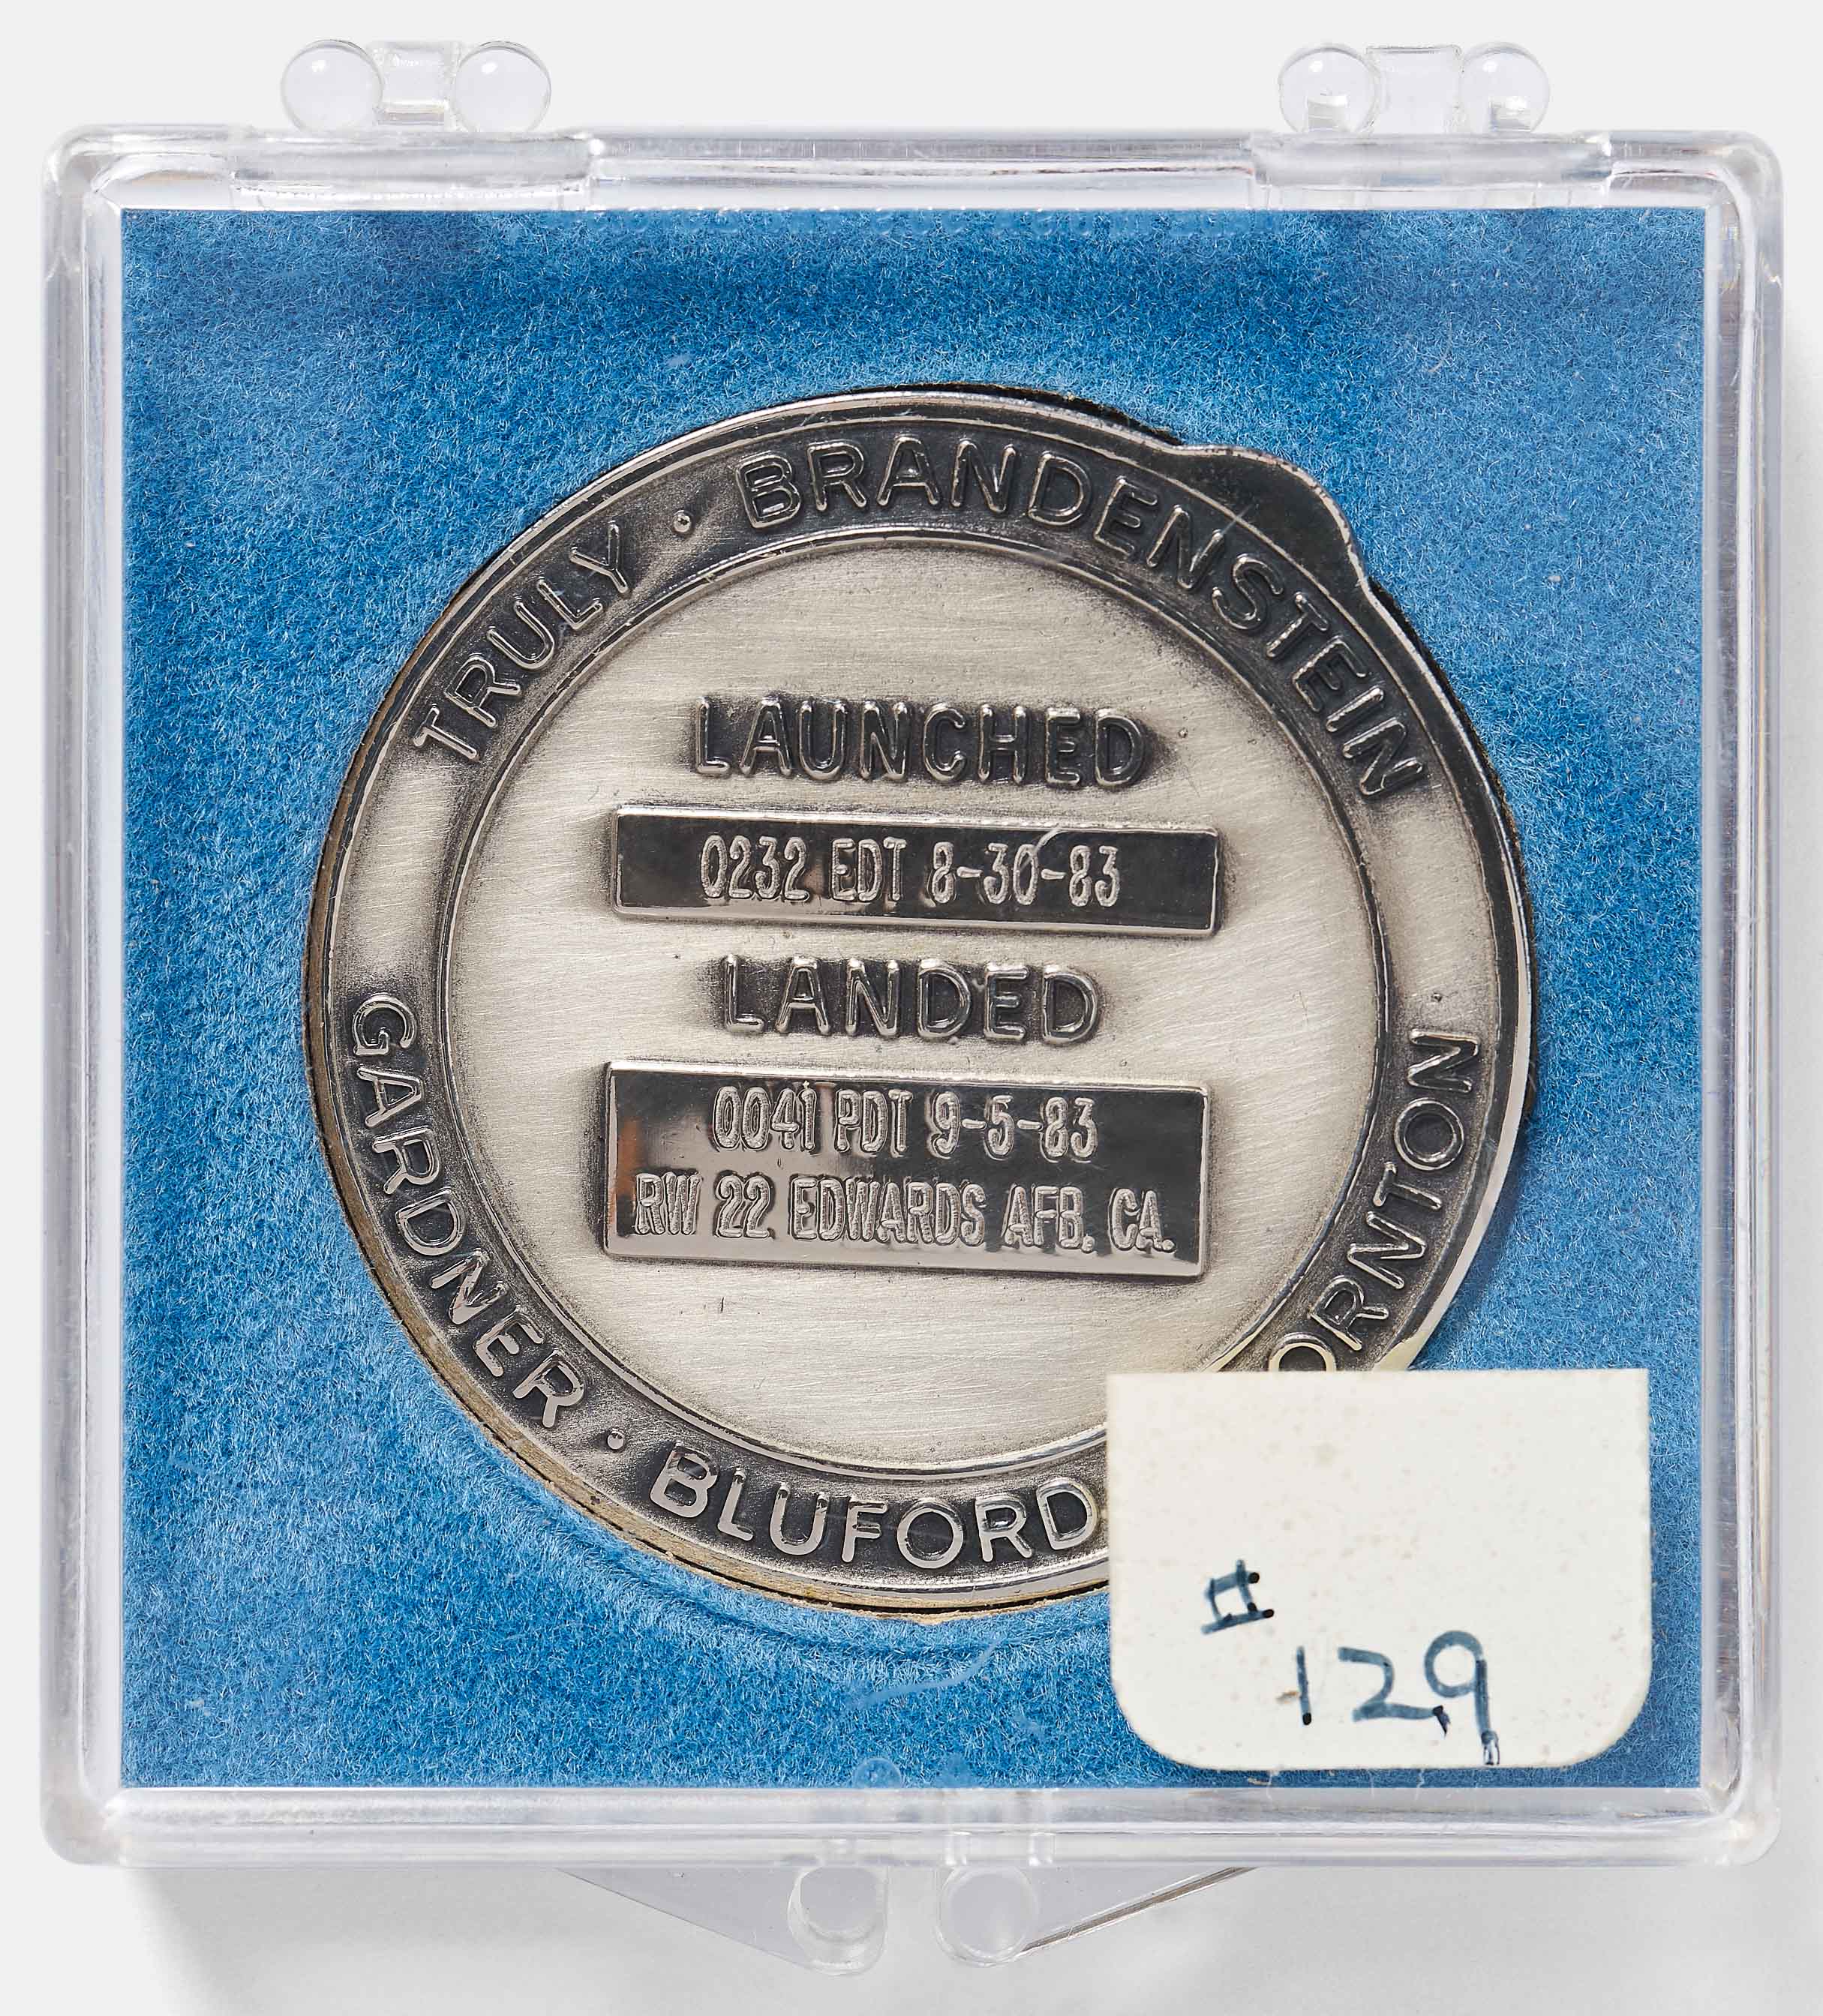 TRULY · BRANDENSTEIN
LAUNCHED
0232 EDT 8-30-83
LANDED
0041 PDT 9-5-83
RW 22 EDWARDS AFB. CA.
GARDNER · BLUFORD
ORNTON
#
129